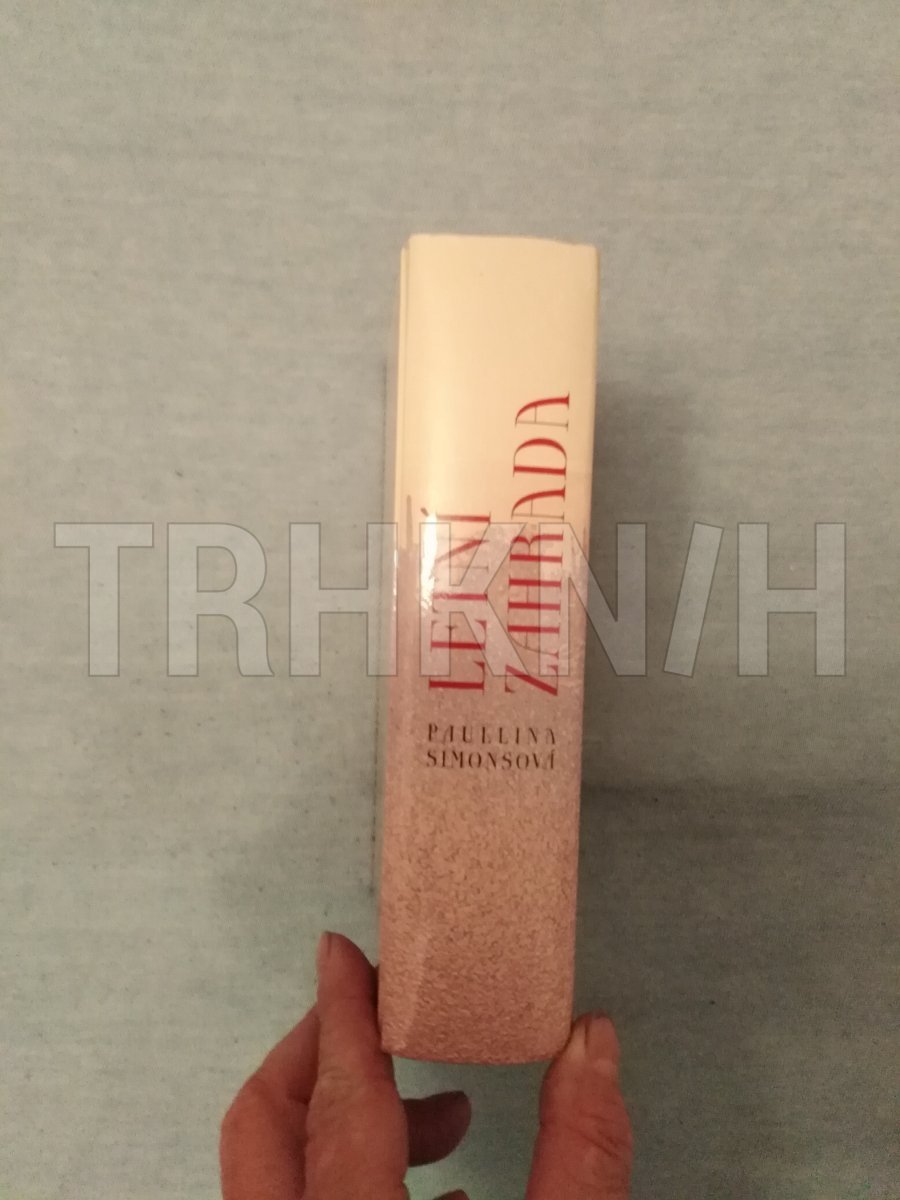 LETNÍ
ZAHRADA
PAULLINA
SIMONSOVÁ
TRHKNIH